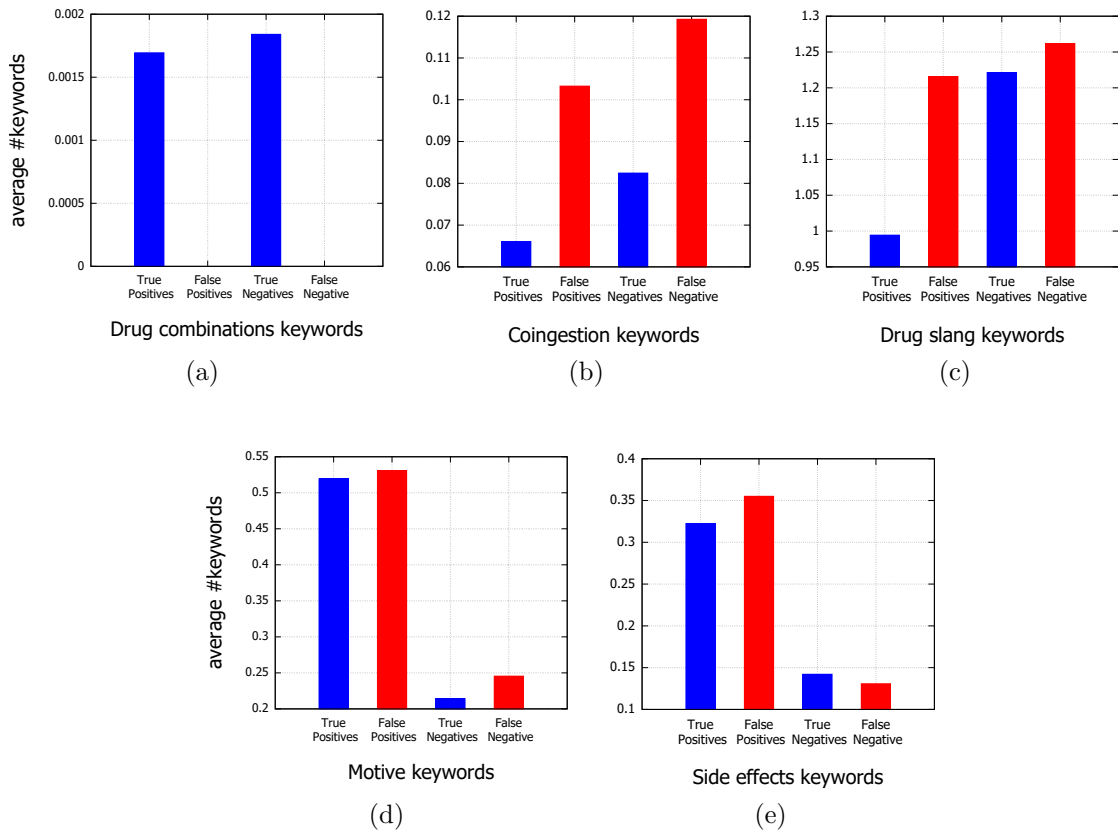 average #keywords
0.002
0.0015
0.001
0.0005
0
True Positives
False Positives
True Negatives
False Negative
Drug combinations keywords
(a)
0.12
0.11
0.1
0.09
0.08
0.07
0.06
True Positives
False Positives
True Negatives
False Negative
Coingestion keywords
(b)
1.3
1.25
1.2
1.15
1.1
1.05
1
0.95
True Positives
False Positives
True Negatives
False Negative
Drug slang keywords
(c)
average #keywords
0.55
0.5
0.45
0.4
0.35
0.3
0.25
0.2
True Positives
False Positives
True Negatives
False Negative
Motive keywords
(d)
0.4
0.35
0.3
0.25
0.2
0.15
0.1
True Positives
False Positives
True Negatives
False Negative
Side effects keywords
(e)